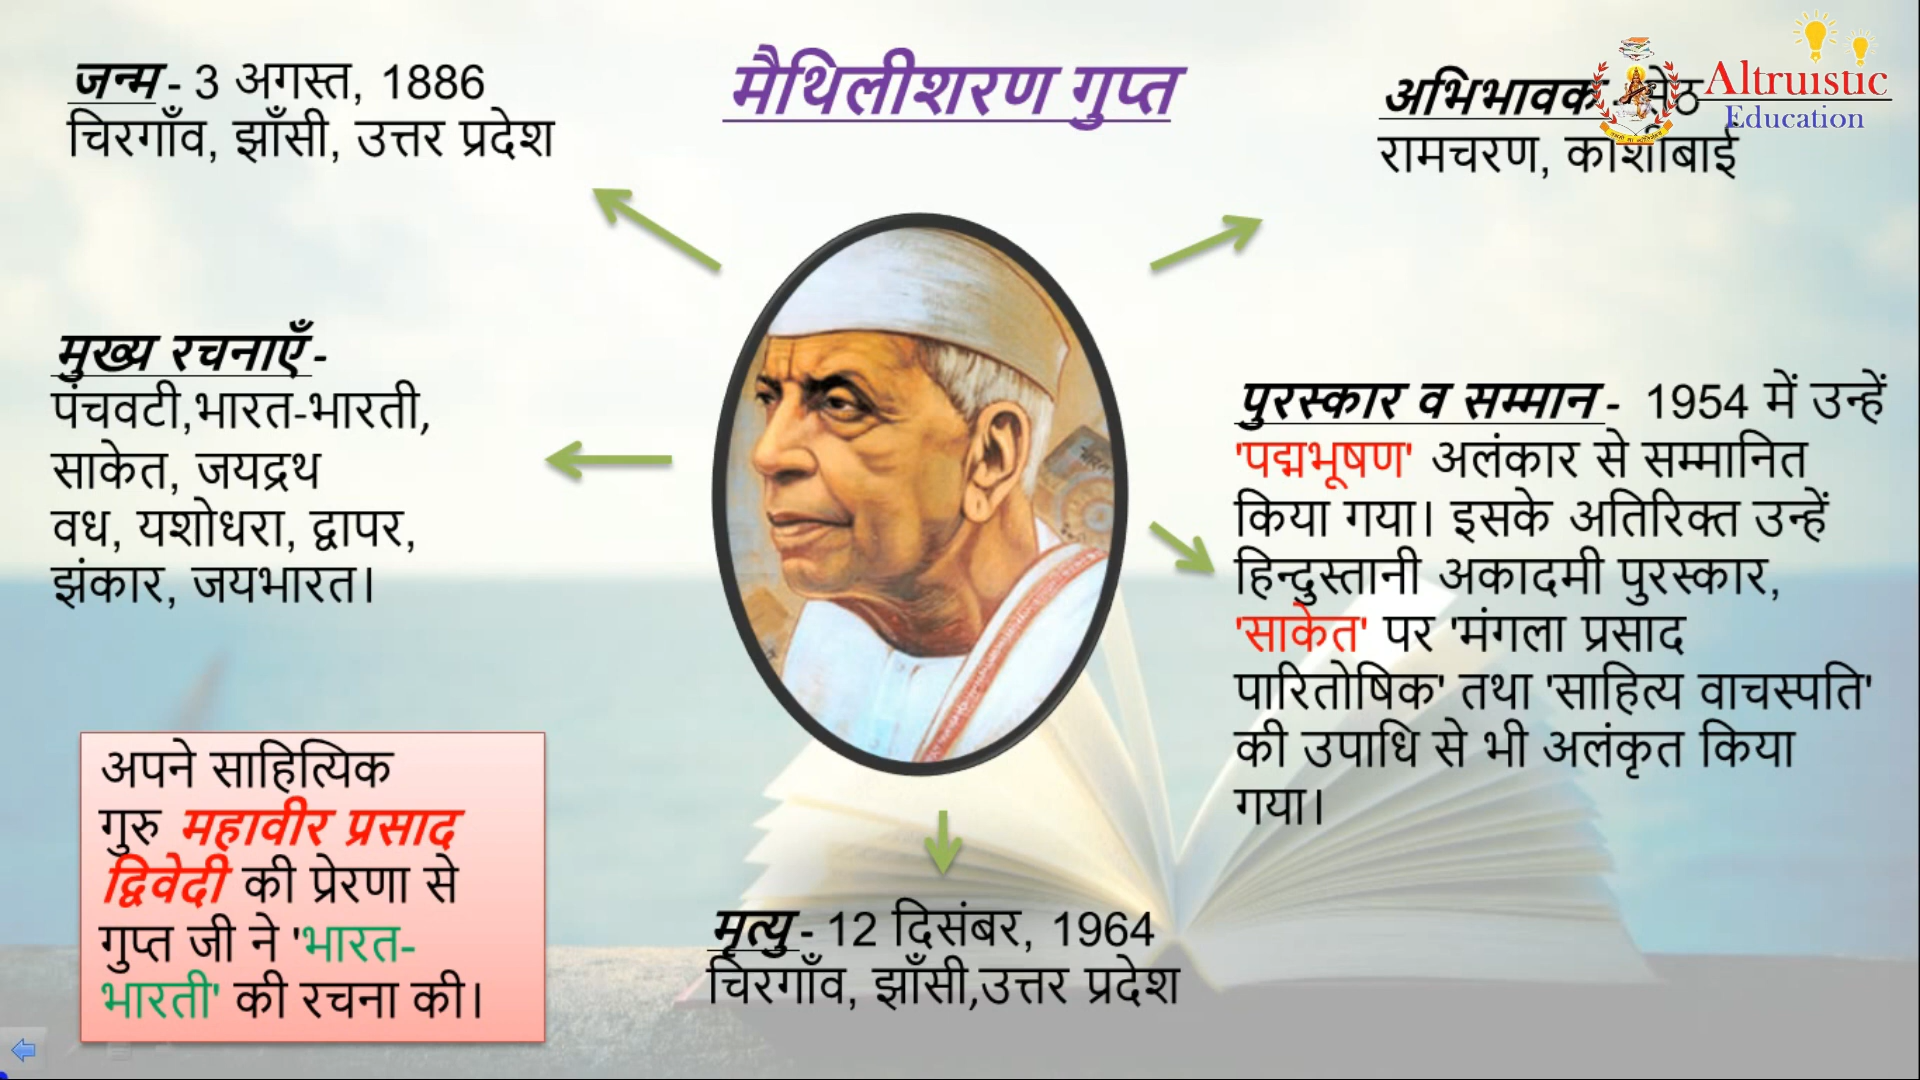 मैथिलीशरण गुप्त
जन्म - 3 अगस्त, 1886
चिरगाँव, झाँसी, उत्तर प्रदेश
अभिभावक - सेठ
रामचरण, काशीबाई
Altruistic
Education
मुख्य रचनाएँ -
पंचवटी,भारत-भारती,
साकेत, जयद्रथ
वध, यशोधरा, द्वापर,
झंकार, जयभारत।
पुरस्कार व सम्मान - 1954 में उन्हें
'पद्मभूषण' अलंकार से सम्मानित
किया गया। इसके अतिरिक्त उन्हें
हिन्दुस्तानी अकादमी पुरस्कार,
'साकेत' पर 'मंगला प्रसाद
पारितोषिक' तथा 'साहित्य वाचस्पति'
की उपाधि से भी अलंकृत किया
गया।
अपने साहित्यिक
गुरु महावीर प्रसाद
द्विवेदी की प्रेरणा से
गुप्त जी ने 'भारत-
भारती' की रचना की।
मृत्यु - 12 दिसंबर, 1964
चिरगाँव, झाँसी,उत्तर प्रदेश